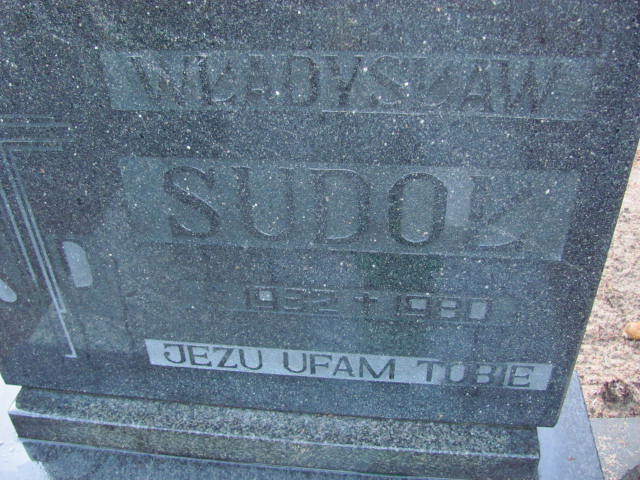 WŁADYSŁAW
SUDOŁ
1932 + 1980
JEZU UFAM TOBIE